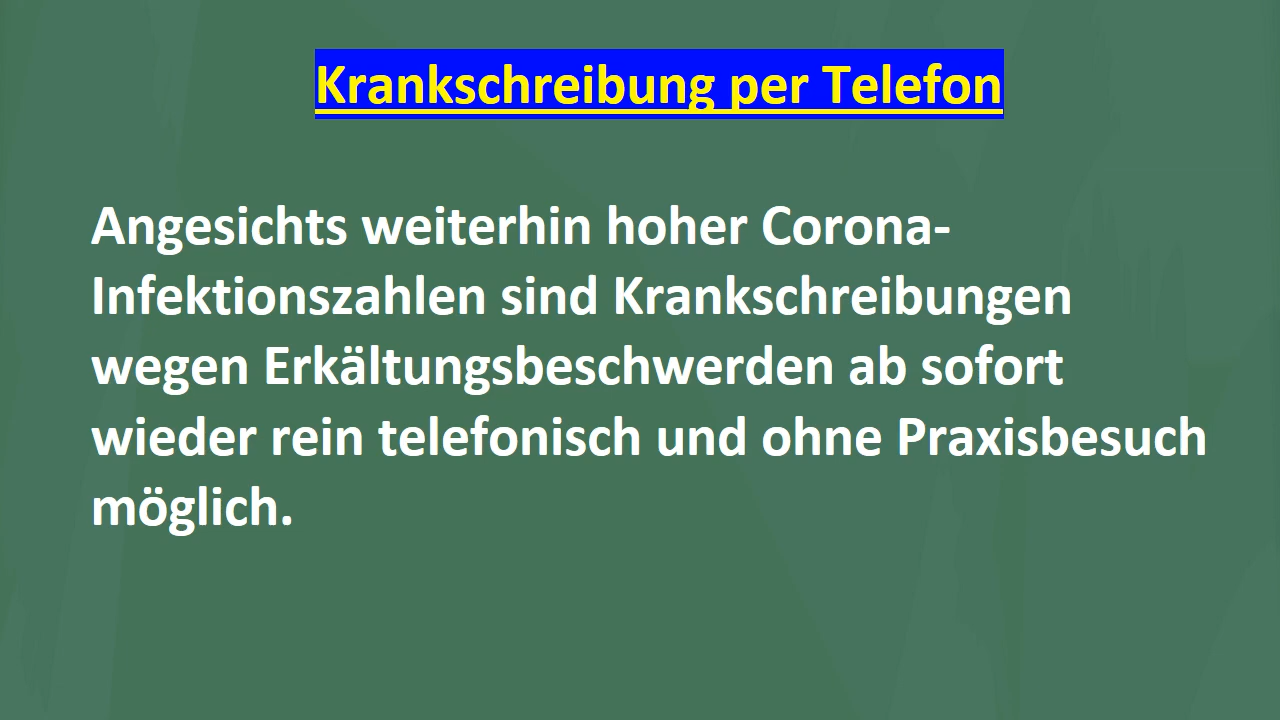 Krankschreibung per Telefon
Angesichts weiterhin hoher Corona-
Infektionszahlen sind Krankschreibungen
wegen Erkältungsbeschwerden ab sofort
wieder rein telefonisch und ohne Praxisbesuch
möglich.